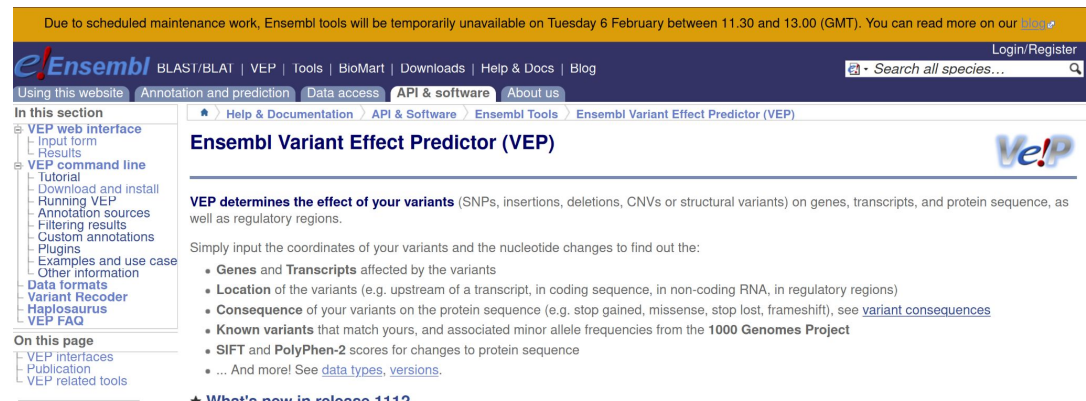 Due to scheduled maintenance work, Ensembl tools will be temporarily unavailable on Tuesday 6 February between 11.30 and 13.00 (GMT). You can read more on our blog
Login/Register
e!Ensembl BLAST/BLAT | VEP | Tools | BioMart | Downloads | Help & Docs | Blog
Search all species...
Using this website Annotation and prediction Data access API & software About us
In this section
VEP web interface
Input form
Results
VEP command line
Tutorial
Download and install
Running VEP
Annotation sources
Filtering results
Custom annotations
Plugins
Examples and use case
Other information
Data formats
Variant Recoder
Haplosaurus
VEP FAQ
On this page
VEP interfaces
Publication
VEP related tools
Help & Documentation API & Software Ensembl Tools Ensembl Variant Effect Predictor (VEP)
Ensembl Variant Effect Predictor (VEP)
Ve!P
VEP determines the effect of your variants (SNPs, insertions, deletions, CNVs or structural variants) on genes, transcripts, and protein sequence, as
well as regulatory regions.
Simply input the coordinates of your variants and the nucleotide changes to find out the:
• Genes and Transcripts affected by the variants
• Location of the variants (e.g. upstream of a transcript, in coding sequence, in non-coding RNA, in regulatory regions)
• Consequence of your variants on the protein sequence (e.g. stop gained, missense, stop lost, frameshift), see variant consequences
• Known variants that match yours, and associated minor allele frequencies from the 1000 Genomes Project
• SIFT and PolyPhen-2 scores for changes to protein sequence
• ... And more! See data types, versions.
★ What's new in release 111?